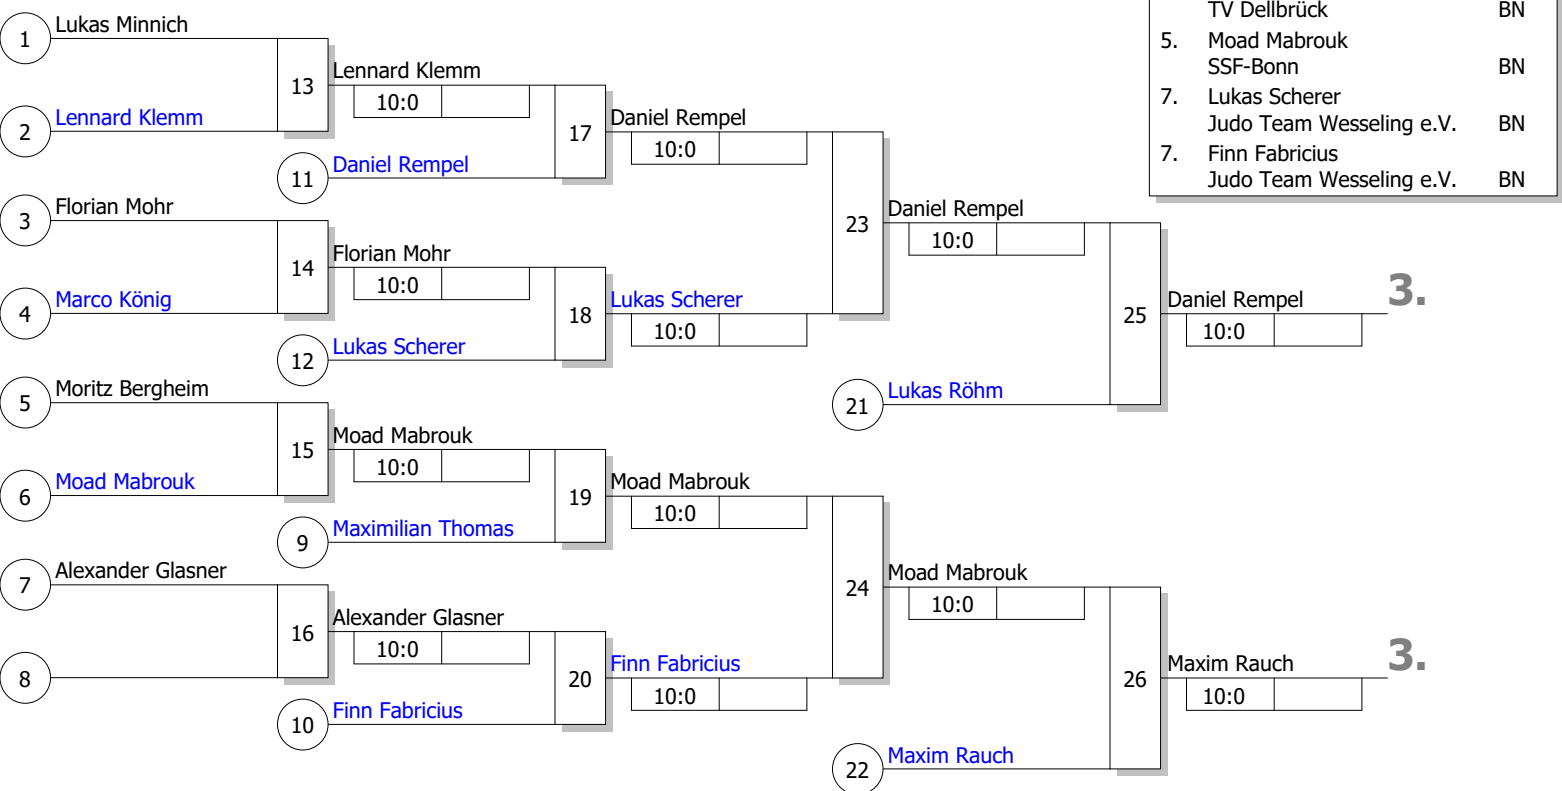 TV Dellbrück BN
5. Moad Mabrouk
SSF-Bonn BN
7. Lukas Scherer
Judo Team Wesseling e.V. BN
7. Finn Fabricius
Judo Team Wesseling e.V. BN
1 Lukas Minnich
13
Lennard Klemm
10:0
2 Lennard Klemm
17
Daniel Rempel
10:0
11 Daniel Rempel
3 Florian Mohr
23
Daniel Rempel
10:0
14
Florian Mohr
10:0
4 Marco König
18
Lukas Scherer
10:0
12 Lukas Scherer
25
Daniel Rempel 3.
10:0
21 Lukas Röhm
5 Moritz Bergheim
15
Moad Mabrouk
10:0
6 Moad Mabrouk
19
Moad Mabrouk
10:0
9 Maximilian Thomas
7 Alexander Glasner
24
Moad Mabrouk
10:0
16
Alexander Glasner
10:0
8
20
Finn Fabricius
10:0
10 Finn Fabricius
26
Maxim Rauch 3.
10:0
22 Maxim Rauch